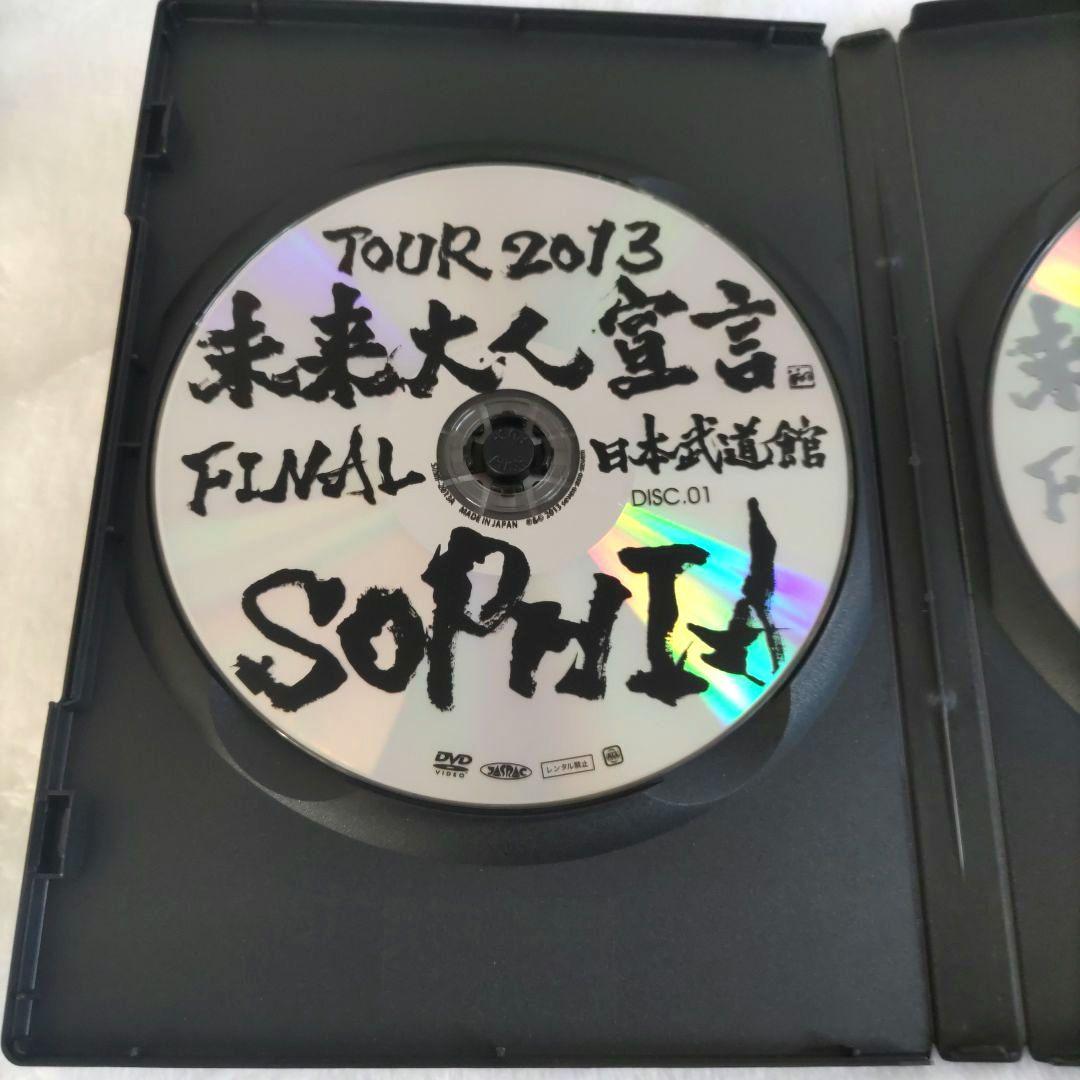 TOUR 2013
未来大人宣言
FINAL
日本武道館
DISC.01
MADE IN JAPAN
SOPHIA
DVD
VIDEO
JASRAC
レンタル禁止